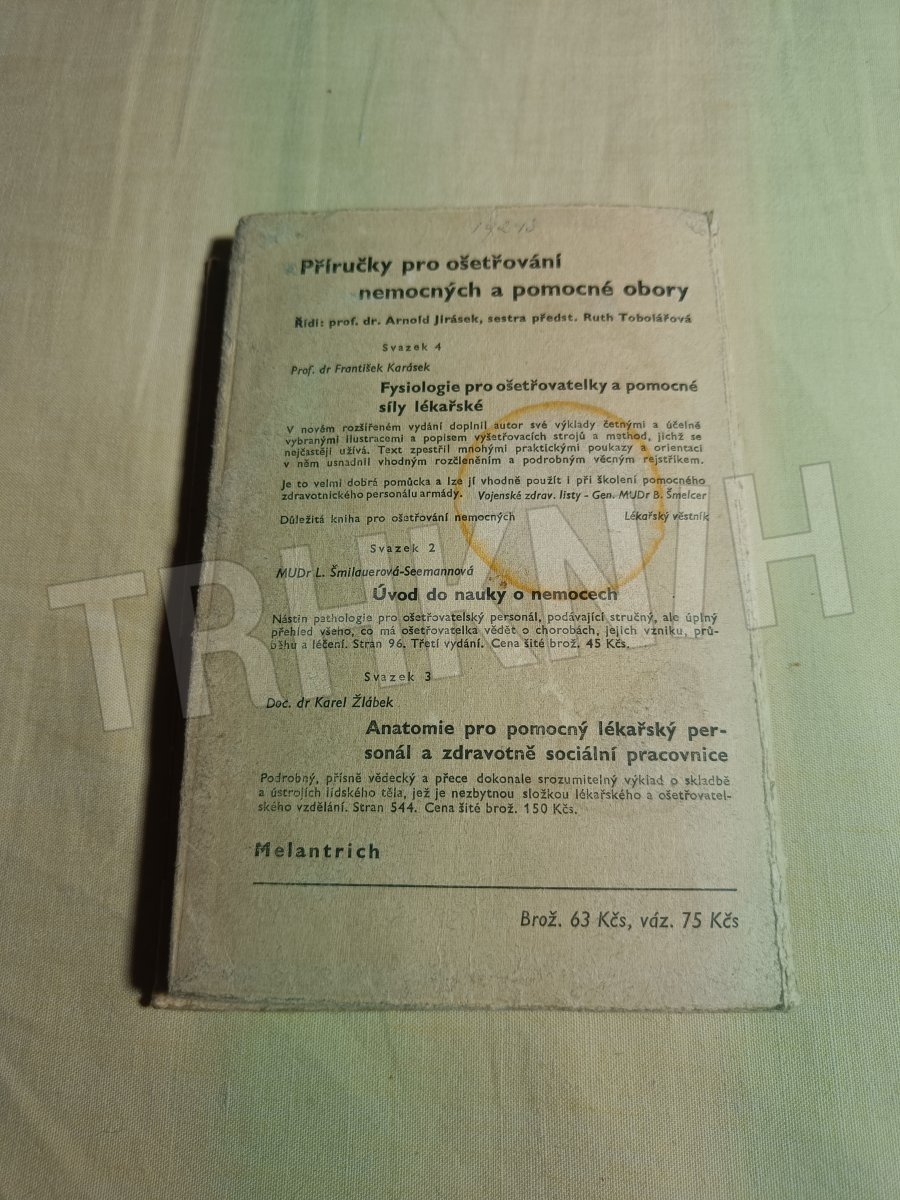 Příručky pro ošetřování
nemocných a pomocné obory
Řídí: prof. dr. Arnold Jirásek, sestra předst. Ruth Tobolářová
Svazek 4
Prof. dr František Karásek
Fysiologie pro ošetřovatelky a pomocné
síly lékařské
V novém rozšířeném vydání doplnil autor své výklady četnými a účelně
vybranými ilustracemi a popisem vyšetřovacích strojů a method, jichž se
nejčastěji užívá. Text zpestřil mnohými praktickými poukazy a orientaci
v něm usnadnil vhodným rozčleněním a podrobným věcným rejstříkem.
Je to velmi dobrá pomůcka a lze jí vhodně použít i při školení pomocného
zdravotnického personálu armády. Vojenské zdrav. listy - Gen. MUDr B. Šmelcer
Důležitá kniha pro ošetřování nemocných Lékařský věstník
Svazek 2
MUDr L. Šmilauerová-Seemannová
Úvod do nauky o nemocech
Nástin pathologie pro ošetřovatelský personál, podávající stručný, ale úplný
přehled všeho, co má ošetřovatelka vědět o chorobách, jejich vzniku, prů-
běhu a léčení. Stran 96. Třetí vydání. Cena šité brož. 45 Kčs.
Svazek 3
Doc. dr Karel Žlábek
Anatomie pro pomocný lékařský per-
sonál a zdravotně sociální pracovnice
Podrobný, přísně vědecký a přece dokonale srozumitelný výklad o skladbě
a ústrojích lidského těla, jež je nezbytnou složkou lékařského a ošetřovatel-
ského vzdělání. Stran 544. Cena šité brož. 150 Kčs.
Melantrich
Brož. 63 Kčs, váz. 75 Kčs
TRHKNIH